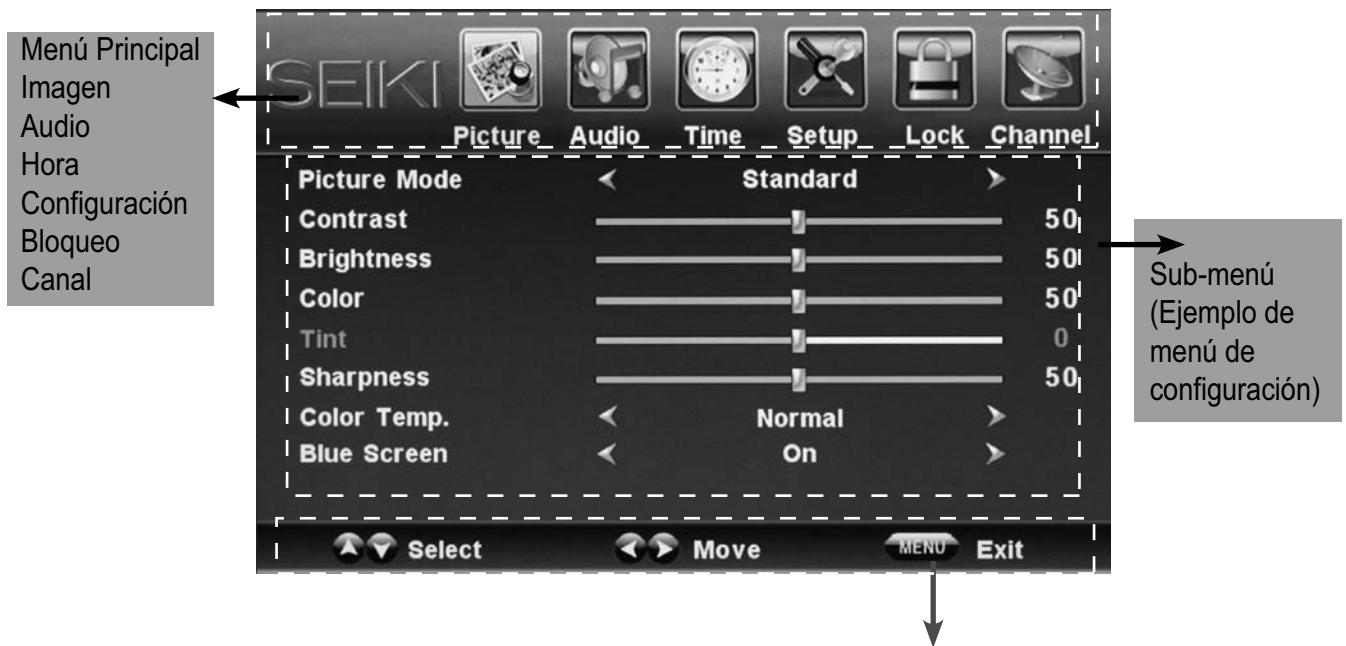 Menú Principal
Imagen
Audio
Hora
Configuración
Bloqueo
Canal
SEIKI
Picture Audio Time Setup Lock Channel
Picture Mode Standard
Contrast 50
Brightness 50
Color 50
Tint 0
Sharpness 50
Color Temp. Normal
Blue Screen On
Select Move MENU Exit
Sub-menú
(Ejemplo de
menú de
configuración)